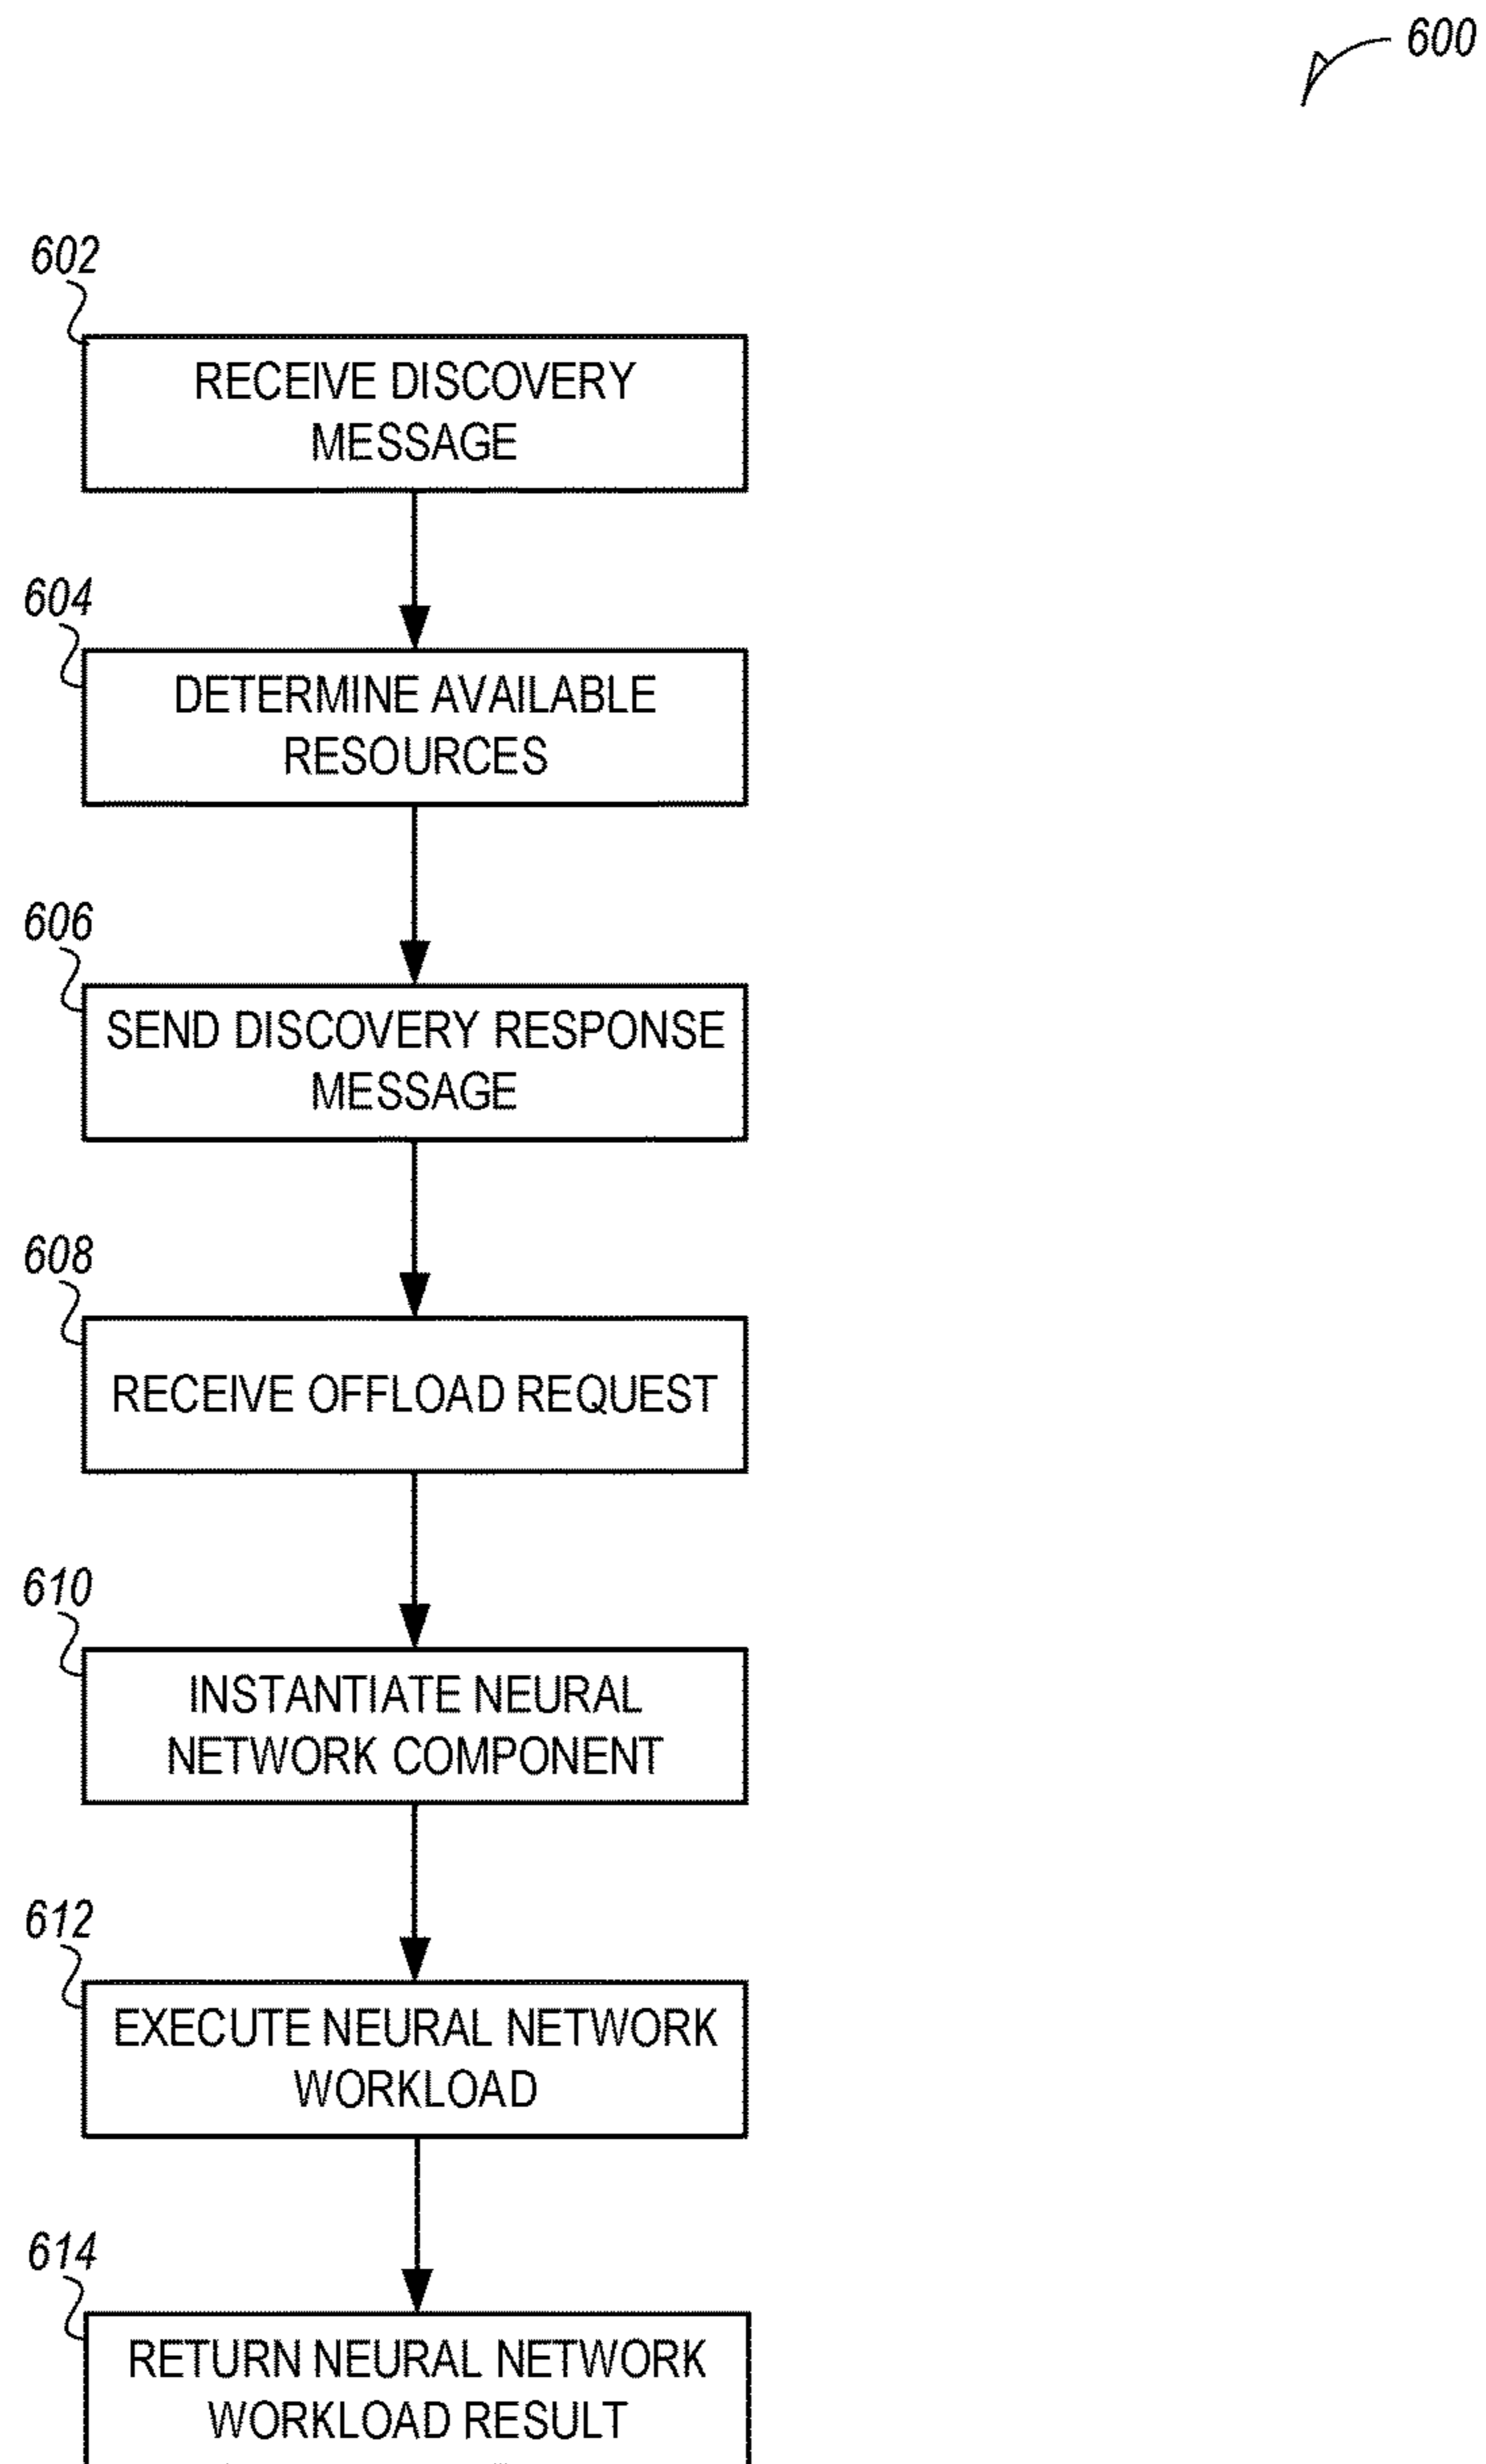 600
602
RECEIVE DISCOVERY
MESSAGE
604
DETERMINE AVAILABLE
RESOURCES
606
SEND DISCOVERY RESPONSE
MESSAGE
608
RECEIVE OFFLOAD REQUEST
610
INSTANTIATE NEURAL
NETWORK COMPONENT
612
EXECUTE NEURAL NETWORK
WORKLOAD
614
RETURN NEURAL NETWORK
WORKLOAD RESULT